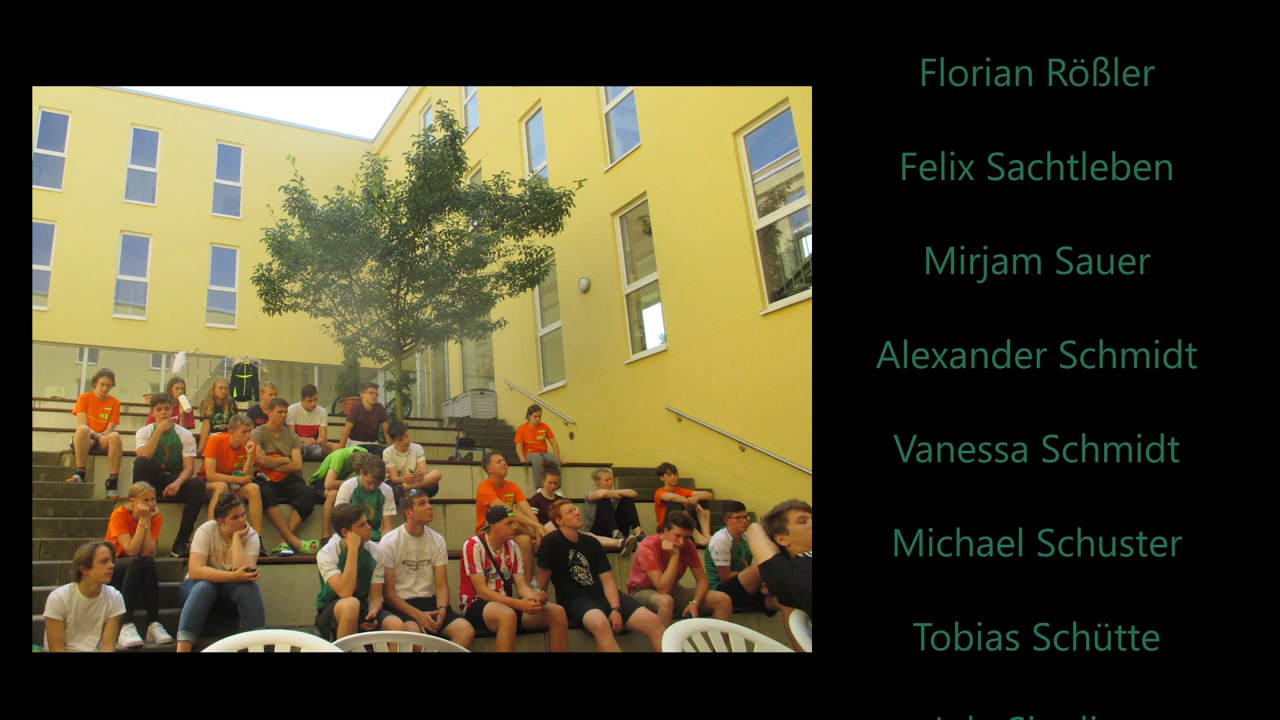 Florian Rößler
Felix Sachtleben
Mirjam Sauer
Alexander Schmidt
Vanessa Schmidt
Michael Schuster
Tobias Schütte